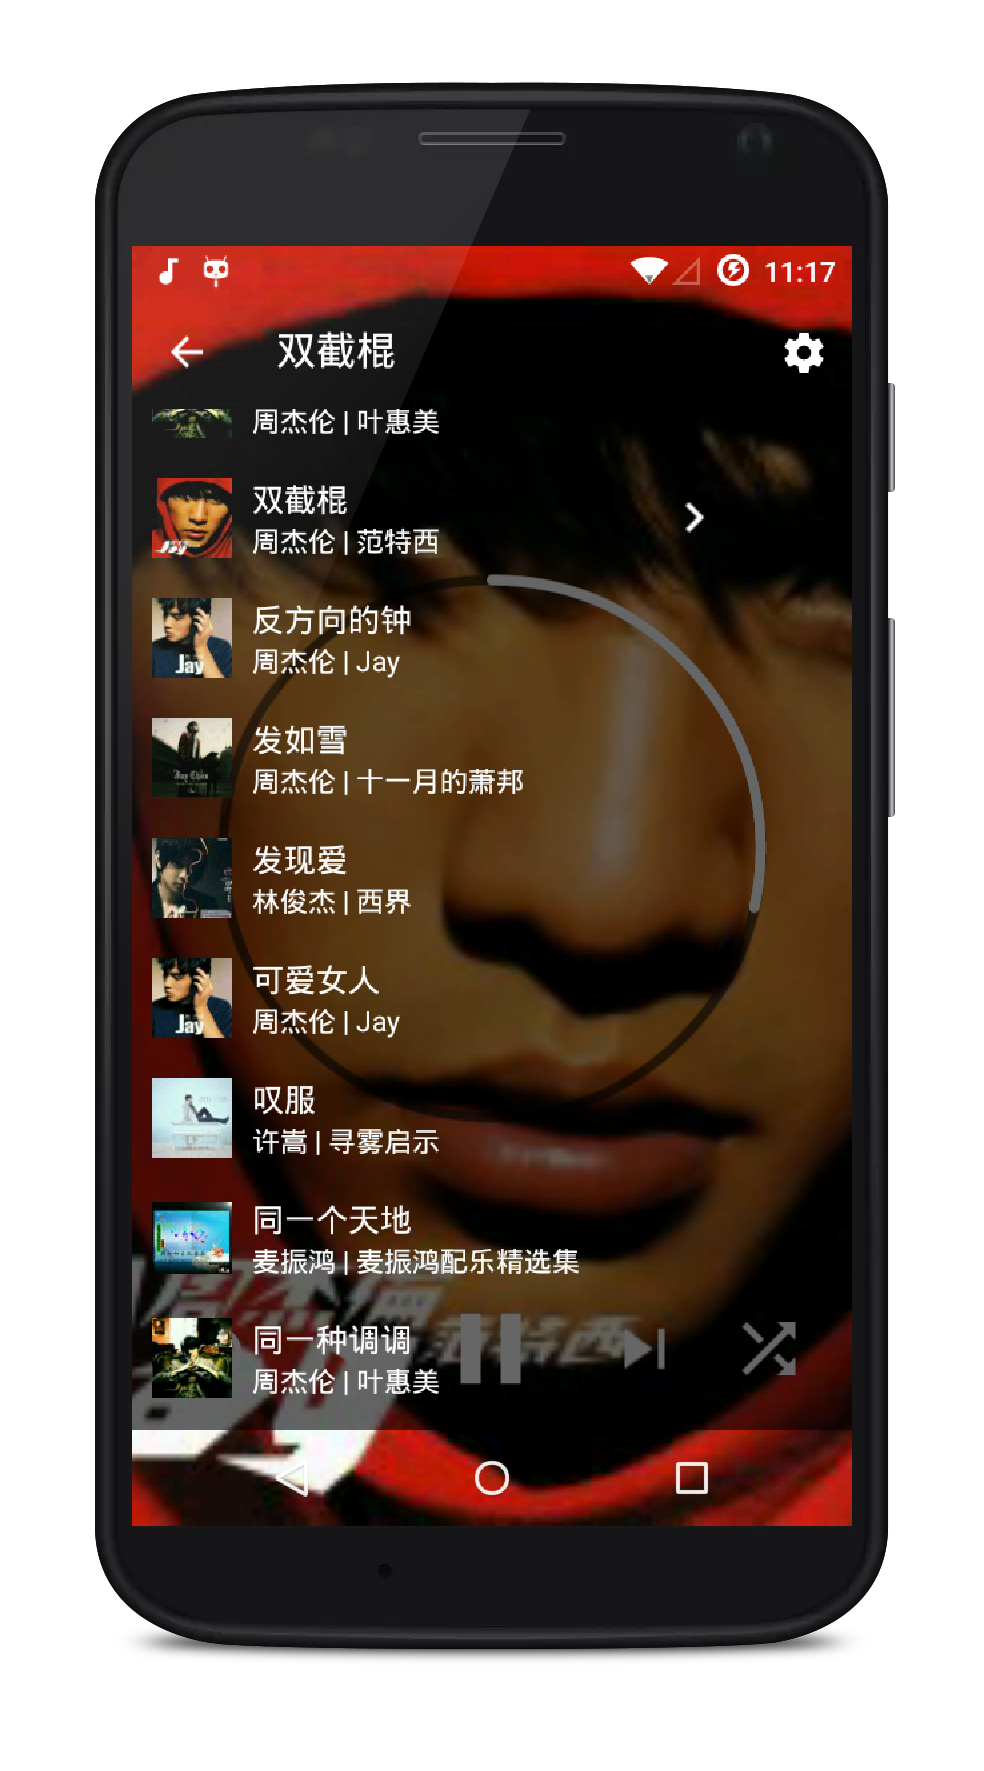 11:17
双截棍
周杰伦 | 叶惠美
双截棍
周杰伦 | 范特西
反方向的钟
周杰伦 | Jay
Jay
发如雪
周杰伦 | 十一月的萧邦
发现爱
林俊杰 | 西界
可爱女人
周杰伦 | Jay
Jay
叹服
许嵩 | 寻雾启示
同一个天地
麦振鸿 | 麦振鸿配乐精选集
同一种调调
周杰伦 | 叶惠美